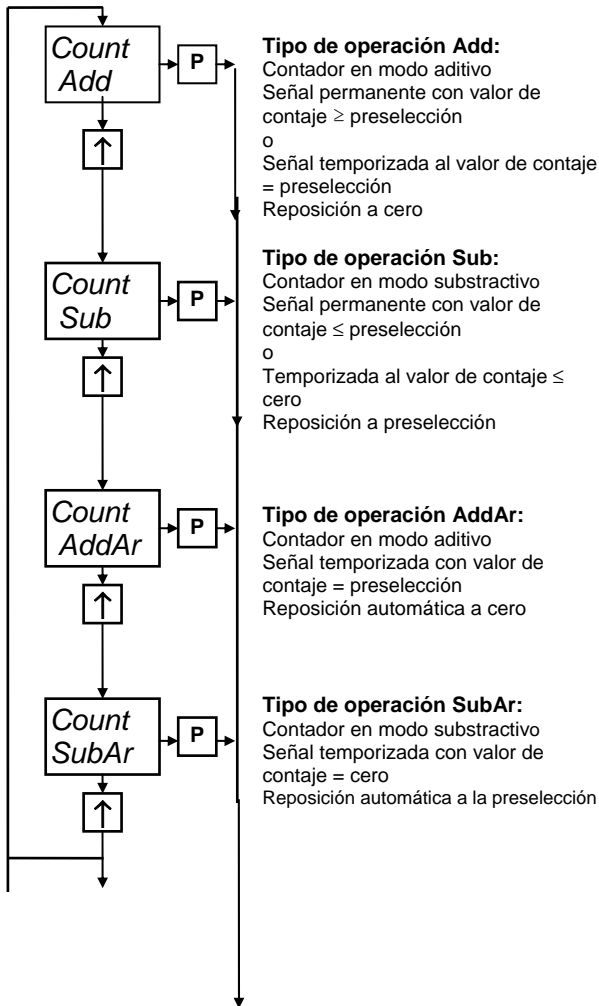 Count
Add
P
↑
Tipo de operación Add:
Contador en modo aditivo
Señal permanente con valor de
contaje ≥ preselección
o
Señal temporizada al valor de contaje
= preselección
Reposición a cero
Count
Sub
P
↑
Tipo de operación Sub:
Contador en modo substractivo
Señal permanente con valor de
contaje ≤ preselección
o
Temporizada al valor de contaje ≤
cero
Reposición a preselección
Count
AddAr
P
↑
Tipo de operación AddAr:
Contador en modo aditivo
Señal temporizada con valor de
contaje = preselección
Reposición automática a cero
Count
SubAr
P
↑
Tipo de operación SubAr:
Contador en modo substractivo
Señal temporizada con valor de
contaje = cero
Reposición automática a la preselección